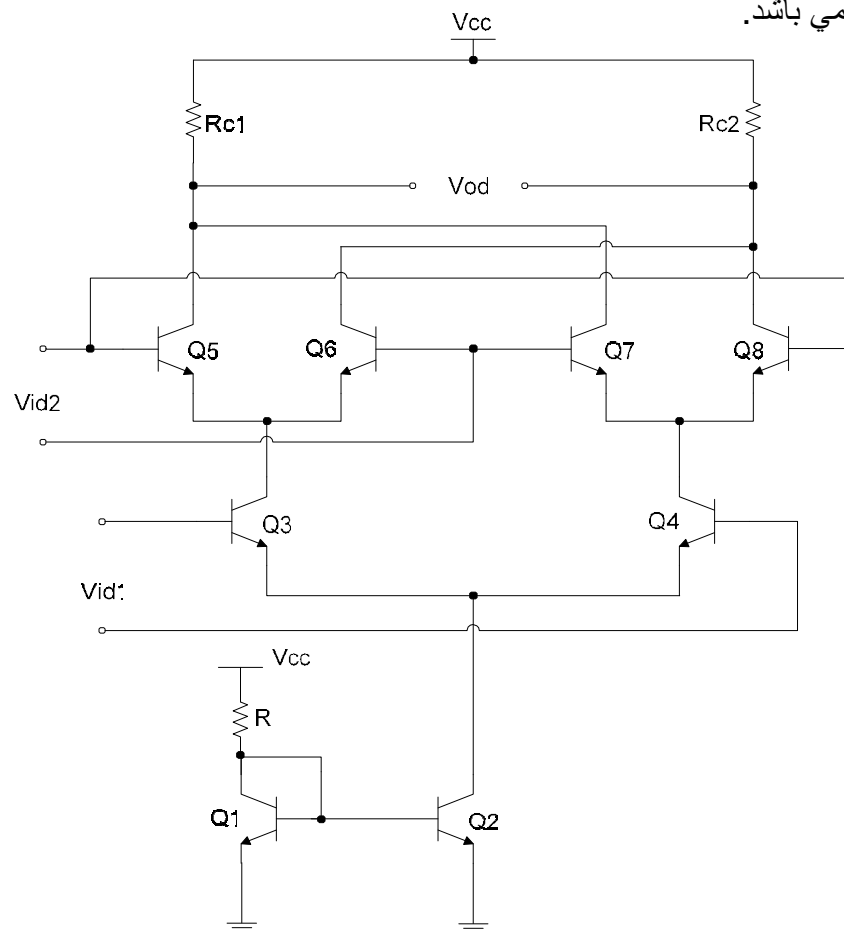 مي باشد.
Vcc
Rc1
Rc2
Vod
Q5
Q6
Q7
Q8
Vid2
Q3
Q4
Vid1
Vcc
R
Q1
Q2